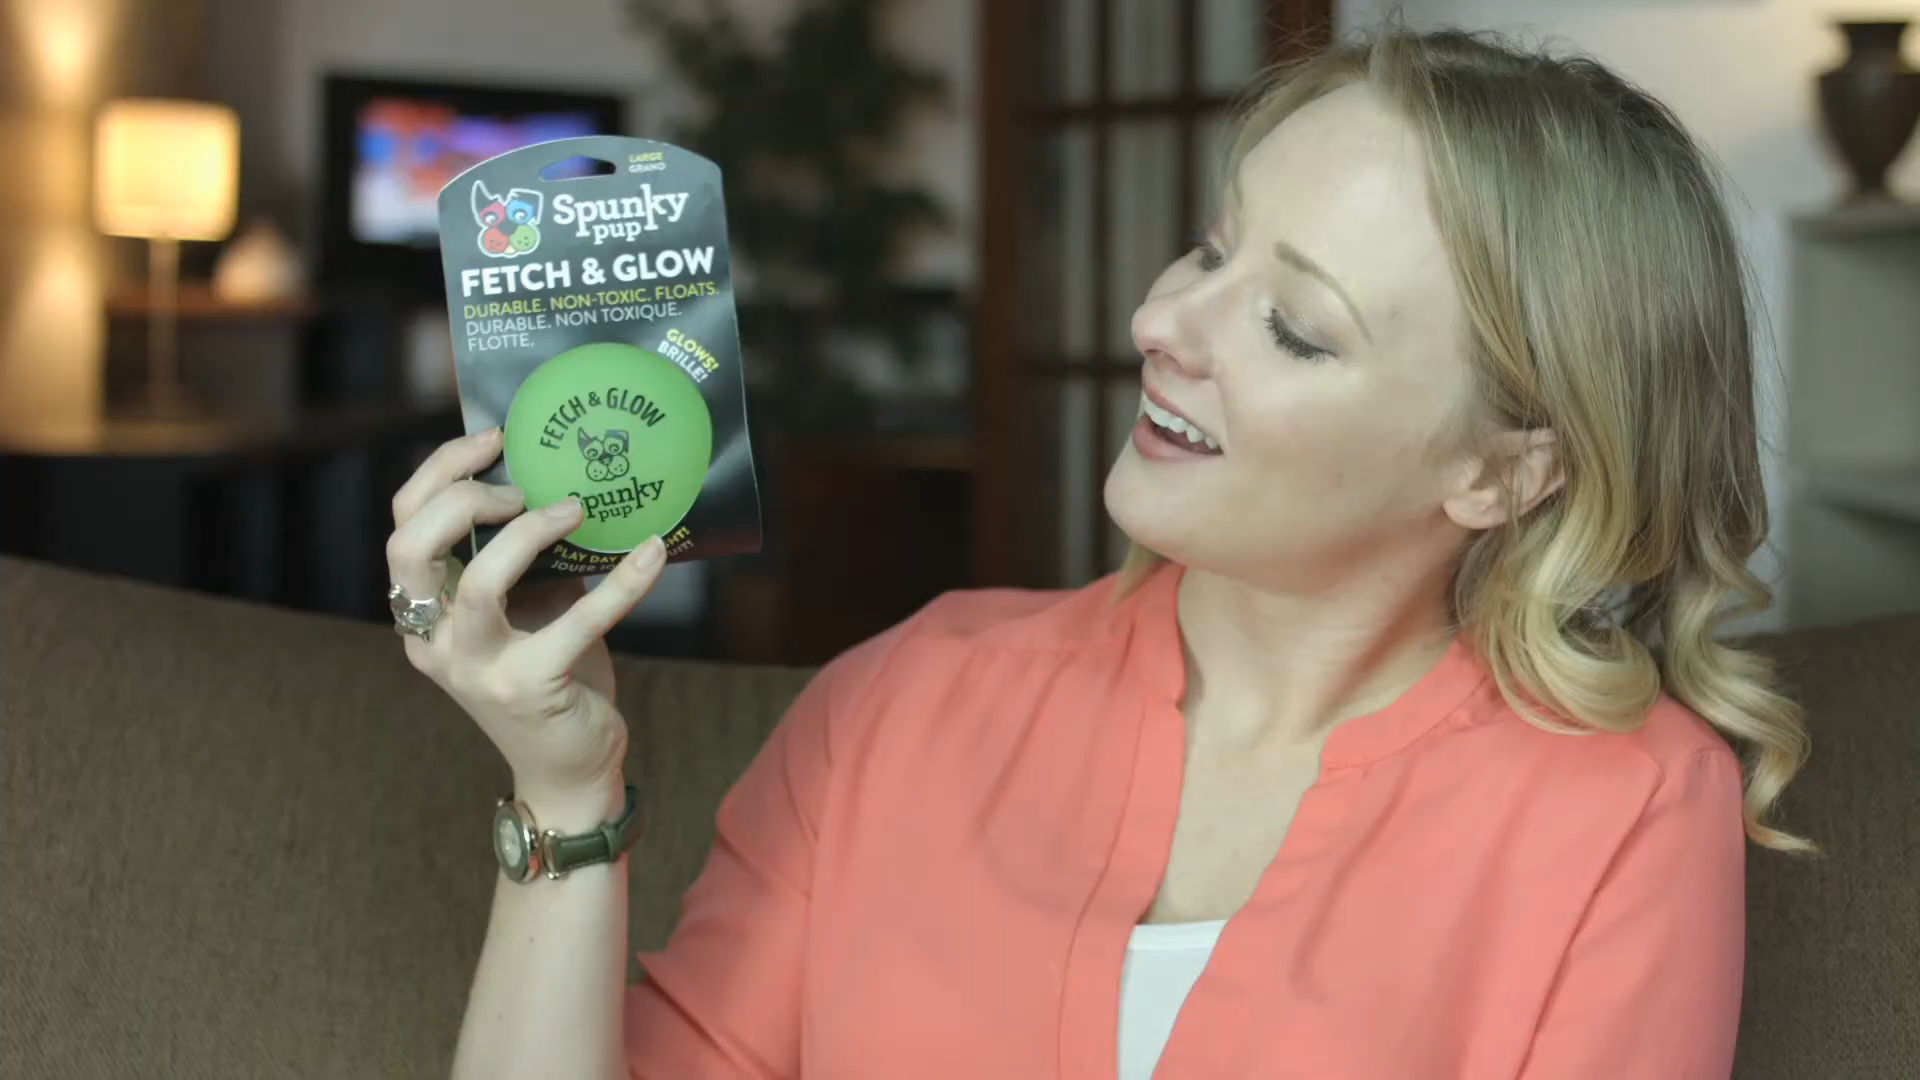 LARGE
GRAND
Spunky
pup
FETCH & GLOW
DURABLE. NON-TOXIC. FLOATS.
DURABLE. NON TOXIQUE.
FLOTTE.
GLOWS!
BRILLE!
FETCH & GLOW
Spunky
pup
PLAY DAY
JOUER